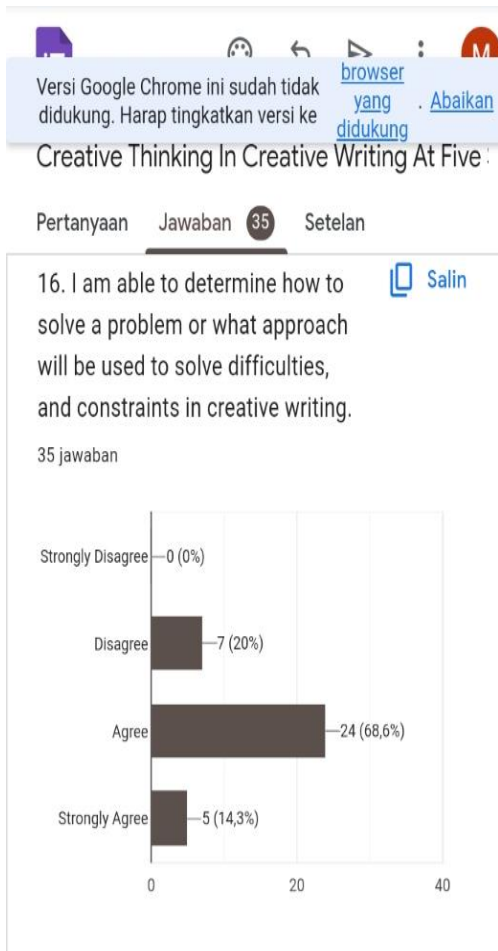 M
Versi Google Chrome ini sudah tidak didukung. Harap tingkatkan versi ke browser yang didukung . Abaikan
Creative Thinking In Creative Writing At Five
Pertanyaan Jawaban 35 Setelan
16. I am able to determine how to
solve a problem or what approach
will be used to solve difficulties,
and constraints in creative writing.
Salin
35 jawaban
Strongly Disagree 0 (0%)
Disagree 7 (20%)
Agree 24 (68,6%)
Strongly Agree 5 (14,3%)
0 20 40